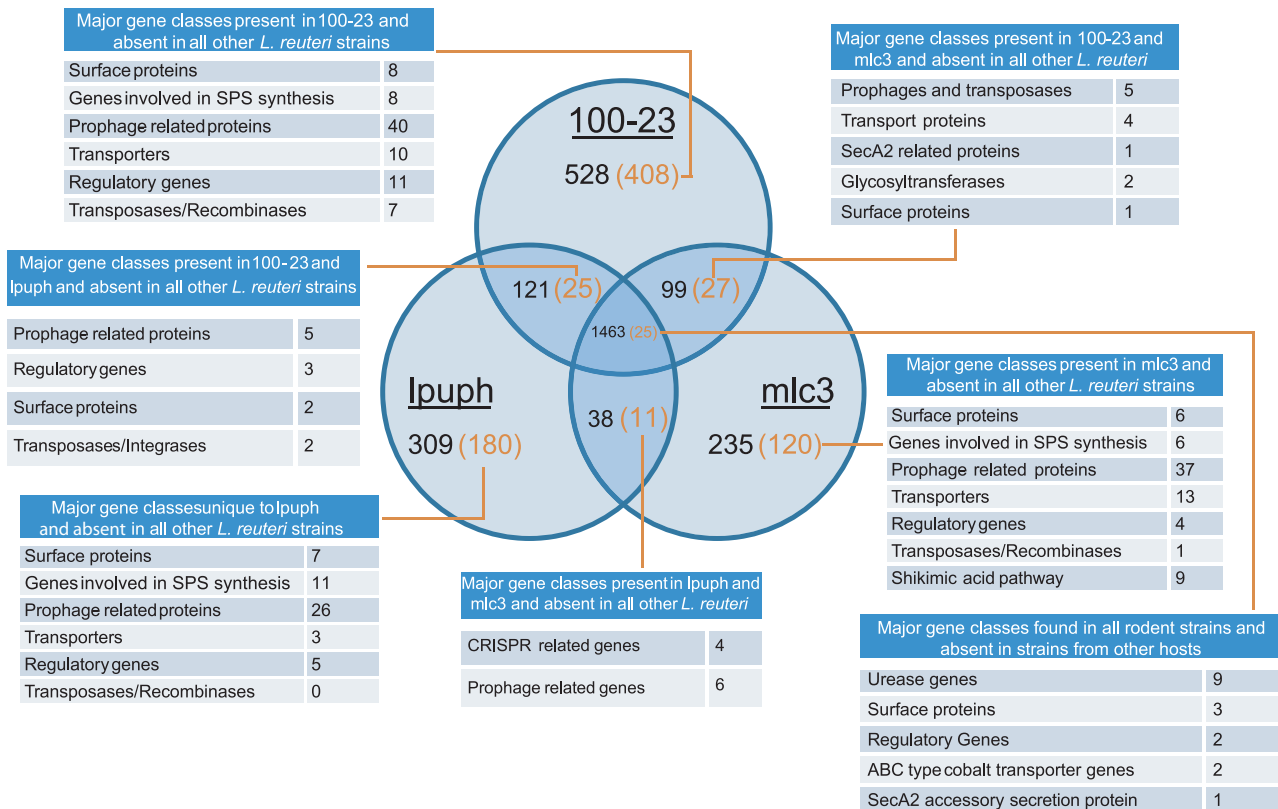 Major gene classes present in 100-23 and
absent in all other L. reuteri strains
Surface proteins 8
Genes involved in SPS synthesis 8
Prophage related proteins 40
Transporters 10
Regulatory genes 11
Transposases/Recombinases 7
Major gene classes present in 100-23 and
mlc3 and absent in all other L. reuteri
Prophages and transposases 5
Transport proteins 4
SecA2 related proteins 1
Glycosyltransferases 2
Surface proteins 1
100-23
528 (408)
121 (25)
99 (27)
1463 (25)
lpuph
309 (180)
38 (11)
mlc3
235 (120)
Major gene classes present in 100-23 and
lpuph and absent in all other L. reuteri strains
Prophage related proteins 5
Regulatory genes 3
Surface proteins 2
Transposases/Integrases 2
Major gene classes present in mlc3 and
absent in all other L. reuteri strains
Surface proteins 6
Genes involved in SPS synthesis 6
Prophage related proteins 37
Transporters 13
Regulatory genes 4
Transposases/Recombinases 1
Shikimic acid pathway 9
Major gene classesunique to lpuph
and absent in all other L. reuteri strains
Surface proteins 7
Genes involved in SPS synthesis 11
Prophage related proteins 26
Transporters 3
Regulatory genes 5
Transposases/Recombinases 0
Major gene classes present in lpuph and
mlc3 and absent in all other L. reuteri
CRISPR related genes 4
Prophage related genes 6
Major gene classes found in all rodent strains and
absent in strains from other hosts
Urease genes 9
Surface proteins 3
Regulatory Genes 2
ABC type cobalt transporter genes 2
SecA2 accessory secretion protein 1